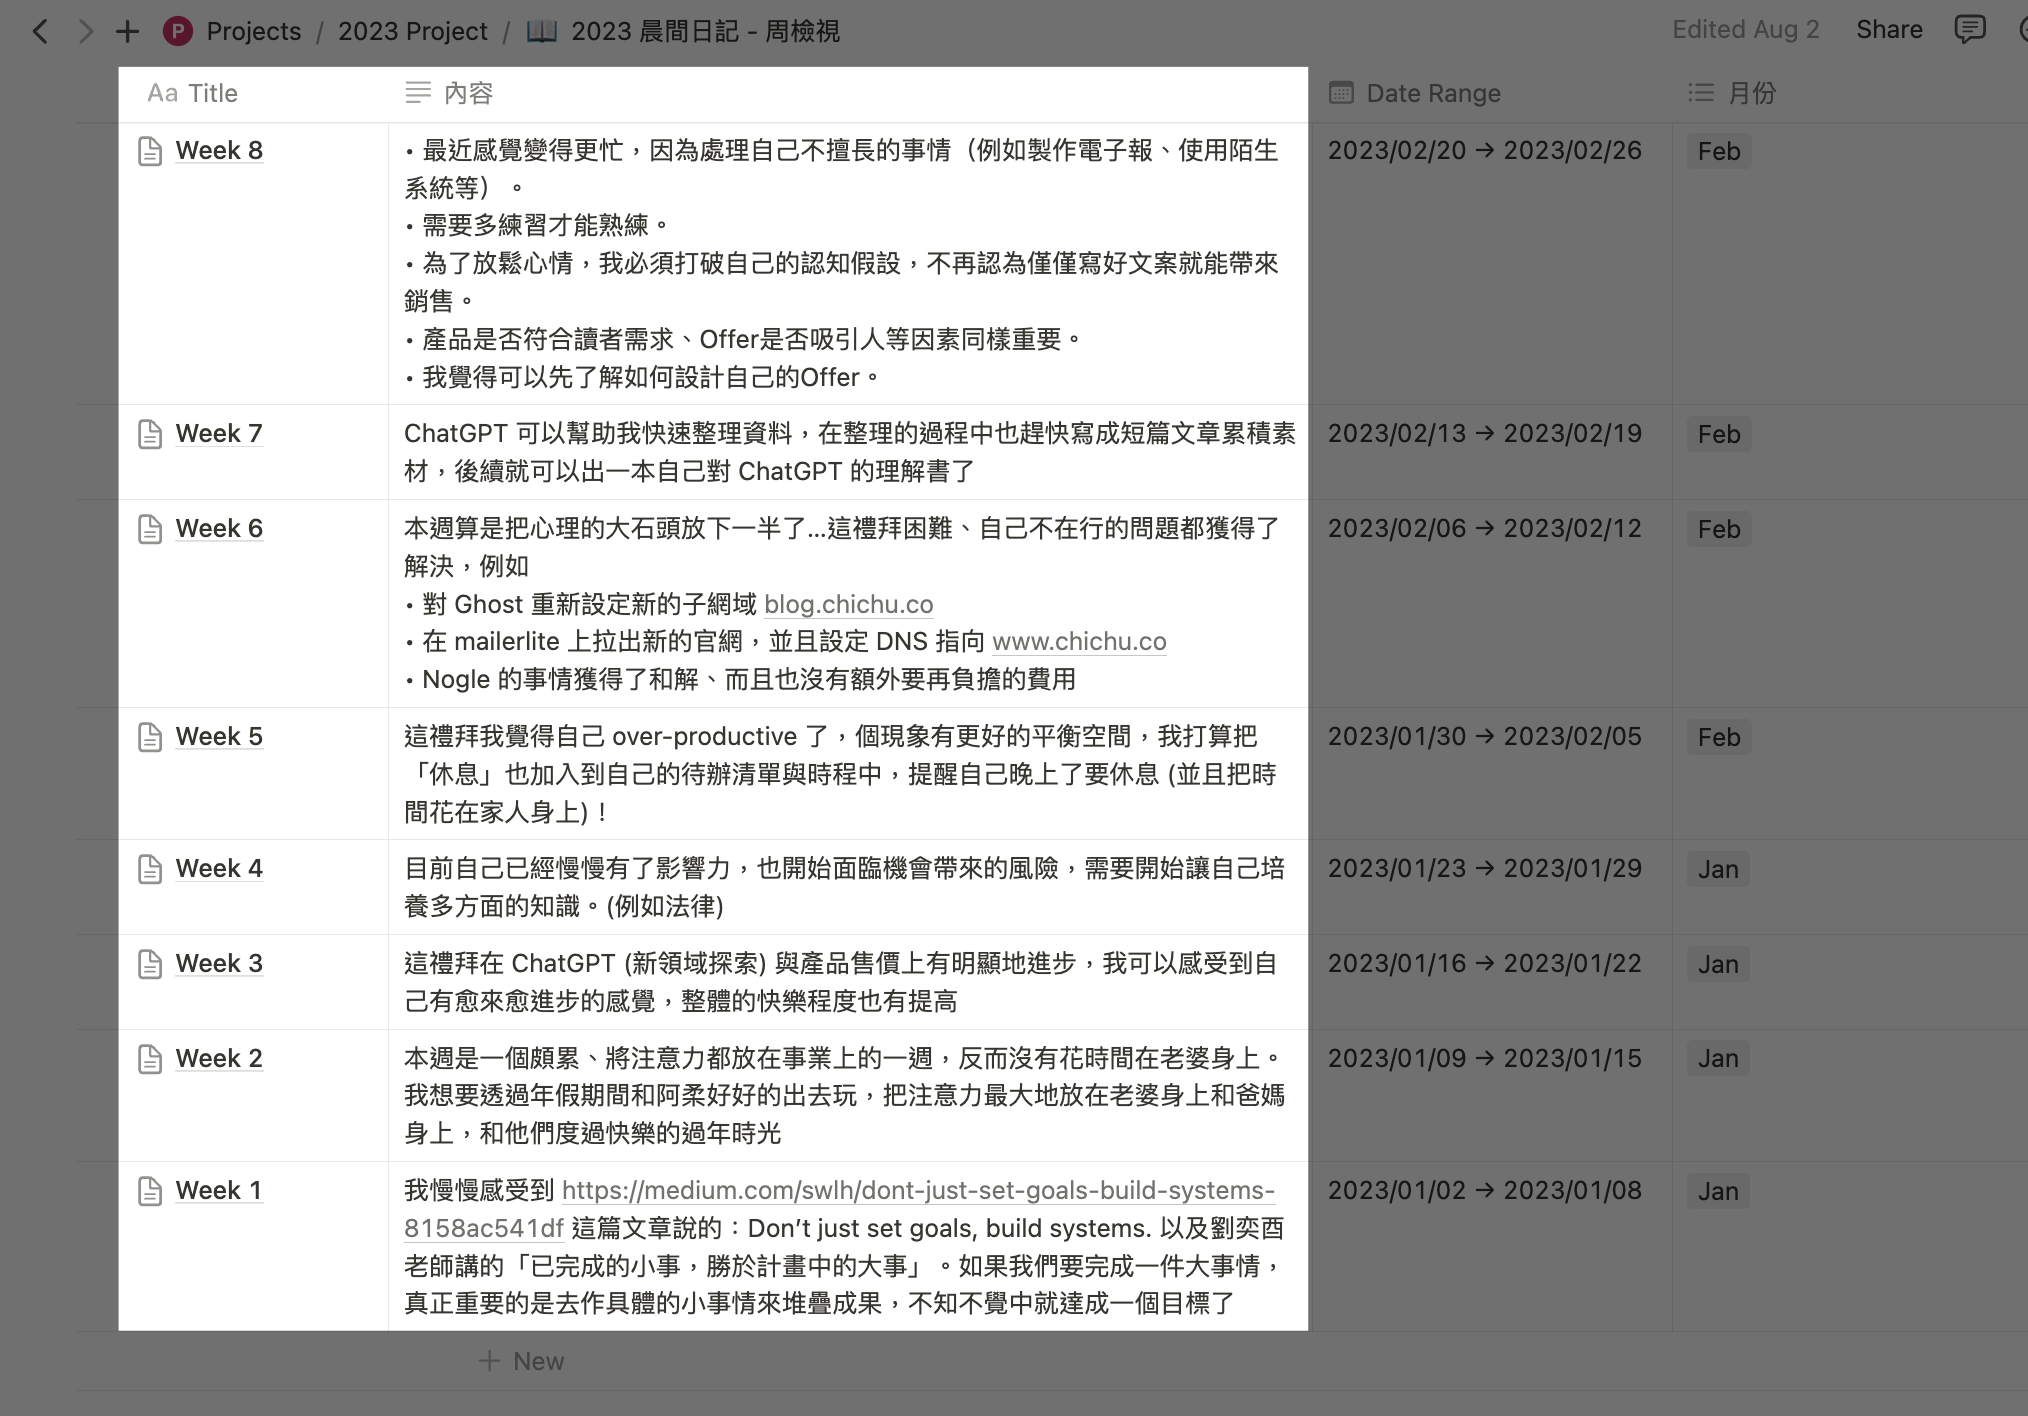 Projects / 2023 Project / 2023 晨間日記 - 周檢視
Edited Aug 2 Share
Aa Title 內容 Date Range 月份
Week 8
• 最近感覺變得更忙，因為處理自己不擅長的事情（例如製作電子報、使用陌生
系統等）。
• 需要多練習才能熟練。
• 為了放鬆心情，我必須打破自己的認知假設，不再認為僅僅寫好文案就能帶來
銷售。
• 產品是否符合讀者需求、Offer是否吸引人等因素同樣重要。
• 我覺得可以先了解如何設計自己的Offer。
2023/02/20 → 2023/02/26
Feb
Week 7
ChatGPT 可以幫助我快速整理資料，在整理的過程中也趕快寫成短篇文章累積素
材，後續就可以出一本自己對 ChatGPT 的理解書了
2023/02/13 → 2023/02/19
Feb
Week 6
本週算是把心理的大石頭放下一半了...這禮拜困難、自己不在行的問題都獲得了
解決，例如
• 對 Ghost 重新設定新的子網域 blog.chichu.co
• 在 mailerlite 上拉出新的官網，並且設定 DNS 指向 www.chichu.co
• Nogle 的事情獲得了和解、而且也沒有額外要再負擔的費用
2023/02/06 → 2023/02/12
Feb
Week 5
這禮拜我覺得自己 over-productive 了，個現象有更好的平衡空間，我打算把
「休息」也加入到自己的待辦清單與時程中，提醒自己晚上了要休息 (並且把時
間花在家人身上)！
2023/01/30 → 2023/02/05
Feb
Week 4
目前自己已經慢慢有了影響力，也開始面臨機會帶來的風險，需要開始讓自己培
養多方面的知識。(例如法律)
2023/01/23 → 2023/01/29
Jan
Week 3
這禮拜在 ChatGPT (新領域探索) 與產品售價上有明顯地進步，我可以感受到自
己有愈來愈進步的感覺，整體的快樂程度也有提高
2023/01/16 → 2023/01/22
Jan
Week 2
本週是一個頗累、將注意力都放在事業上的一週，反而沒有花時間在老婆身上。
我想要透過年假期間和阿柔好好的出去玩，把注意力最大地放在老婆身上和爸媽
身上，和他們度過快樂的過年時光
2023/01/09 → 2023/01/15
Jan
Week 1
我慢慢感受到 https://medium.com/swlh/dont-just-set-goals-build-systems-
8158ac541df 這篇文章說的：Don’t just set goals, build systems. 以及劉奕酉
老師講的「已完成的小事，勝於計畫中的大事」。如果我們要完成一件大事情，
真正重要的是去作具體的小事情來堆疊成果，不知不覺中就達成一個目標了
2023/01/02 → 2023/01/08
Jan
+ New